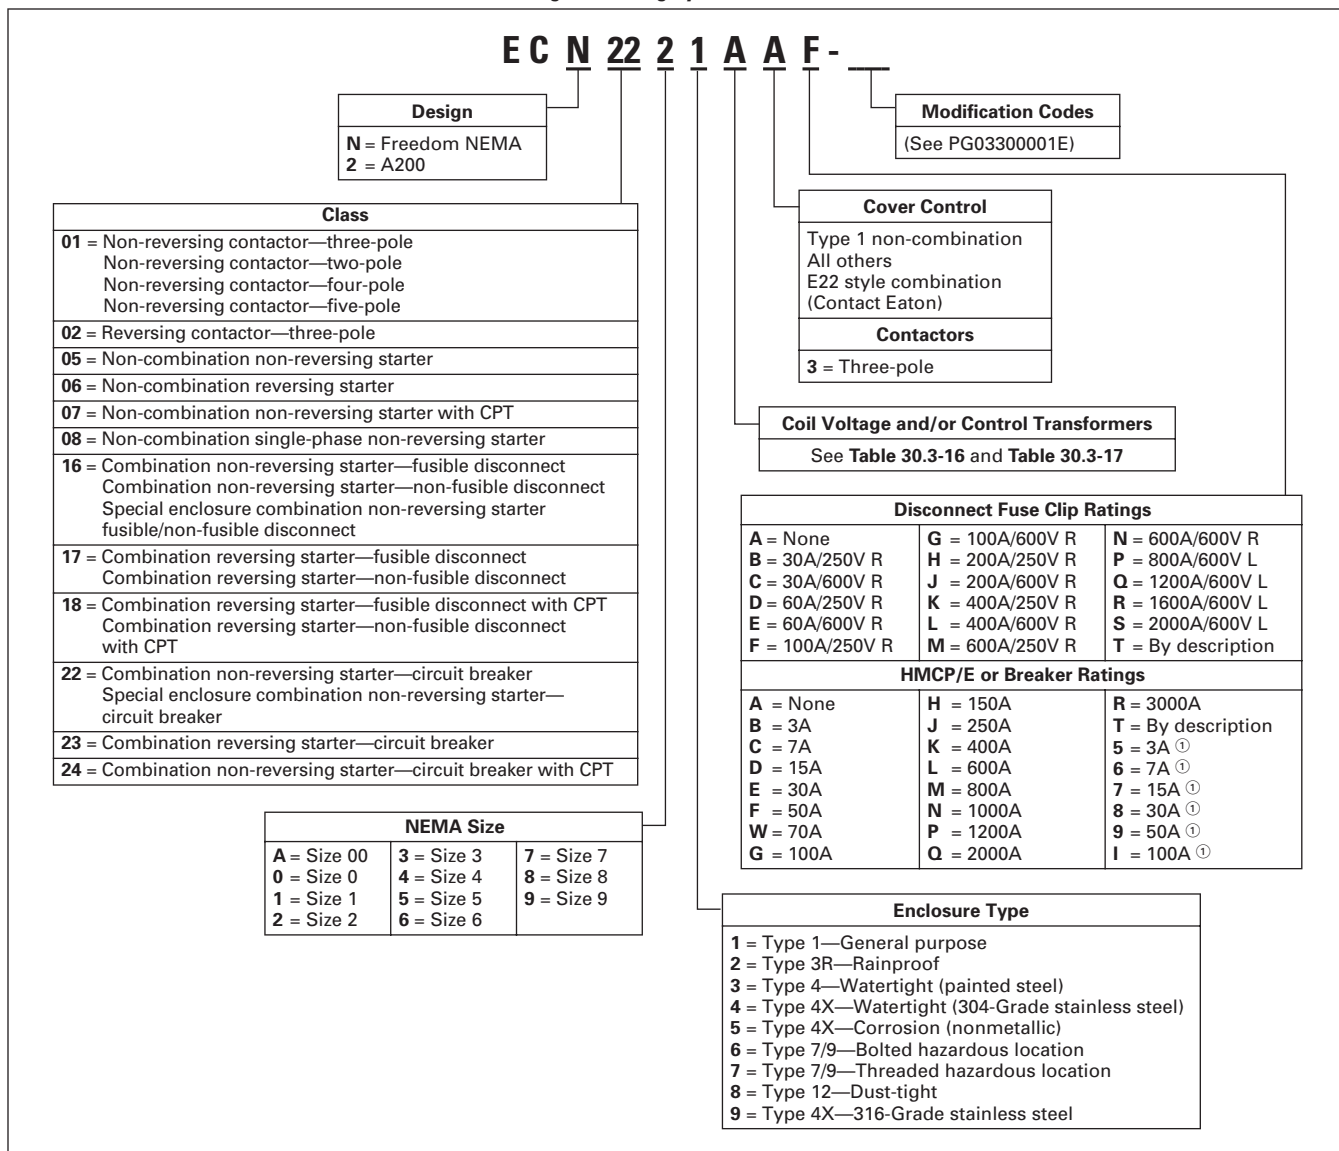 E C N 22 2 1 A A F - ___
Design
N = Freedom NEMA
2 = A200
Modification Codes
(See PG03300001E)
Class
01 = Non-reversing contactor—three-pole
Non-reversing contactor—two-pole
Non-reversing contactor—four-pole
Non-reversing contactor—five-pole
02 = Reversing contactor—three-pole
05 = Non-combination non-reversing starter
06 = Non-combination reversing starter
07 = Non-combination non-reversing starter with CPT
08 = Non-combination single-phase non-reversing starter
16 = Combination non-reversing starter—fusible disconnect
Combination non-reversing starter—non-fusible disconnect
Special enclosure combination non-reversing starter
fusible/non-fusible disconnect
17 = Combination reversing starter—fusible disconnect
Combination reversing starter—non-fusible disconnect
18 = Combination reversing starter—fusible disconnect with CPT
Combination reversing starter—non-fusible disconnect
with CPT
22 = Combination non-reversing starter—circuit breaker
Special enclosure combination non-reversing starter—
circuit breaker
23 = Combination reversing starter—circuit breaker
24 = Combination non-reversing starter—circuit breaker with CPT
Cover Control
Type 1 non-combination
All others
E22 style combination
(Contact Eaton)
Contactors
3 = Three-pole
Coil Voltage and/or Control Transformers
See Table 30.3-16 and Table 30.3-17
Disconnect Fuse Clip Ratings
A = None
B = 30A/250V R
C = 30A/600V R
D = 60A/250V R
E = 60A/600V R
F = 100A/250V R
G = 100A/600V R
H = 200A/250V R
J = 200A/600V R
K = 400A/250V R
L = 400A/600V R
M = 600A/250V R
N = 600A/600V R
P = 800A/600V L
Q = 1200A/600V L
R = 1600A/600V L
S = 2000A/600V L
T = By description
HMCP/E or Breaker Ratings
A = None
B = 3A
C = 7A
D = 15A
E = 30A
F = 50A
W = 70A
G = 100A
H = 150A
J = 250A
K = 400A
L = 600A
M = 800A
N = 1000A
P = 1200A
Q = 2000A
R = 3000A
T = By description
5 = 3A ①
6 = 7A ①
7 = 15A ①
8 = 30A ①
9 = 50A ①
I = 100A ①
NEMA Size
A = Size 00
0 = Size 0
1 = Size 1
2 = Size 2
3 = Size 3
4 = Size 4
5 = Size 5
6 = Size 6
7 = Size 7
8 = Size 8
9 = Size 9
Enclosure Type
1 = Type 1—General purpose
2 = Type 3R—Rainproof
3 = Type 4—Watertight (painted steel)
4 = Type 4X—Watertight (304-Grade stainless steel)
5 = Type 4X—Corrosion (nonmetallic)
6 = Type 7/9—Bolted hazardous location
7 = Type 7/9—Threaded hazardous location
8 = Type 12—Dust-tight
9 = Type 4X—316-Grade stainless steel